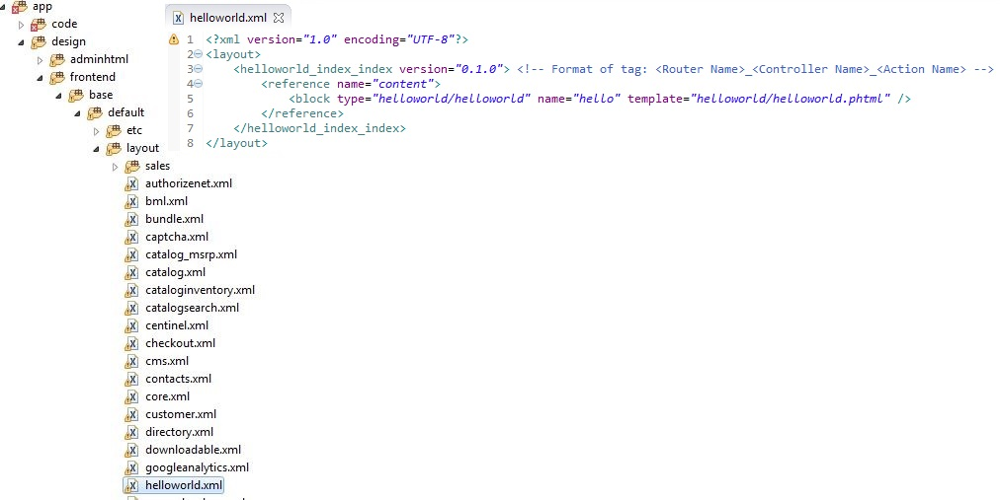 app
code
design
adminhtml
frontend
base
default
etc
layout
sales
authorizenet.xml
bml.xml
bundle.xml
captcha.xml
catalog_msrp.xml
catalog.xml
cataloginventory.xml
catalogsearch.xml
centinel.xml
checkout.xml
cms.xml
contacts.xml
core.xml
customer.xml
directory.xml
downloadable.xml
googleanalytics.xml
helloworld.xml
helloworld.xml
1 <?xml version="1.0" encoding="UTF-8"?>
2 <layout>
3 <helloworld_index_index version="0.1.0"> <!-- Format of tag: <Router Name>_<Controller Name>_<Action Name> -->
4 <reference name="content">
5 <block type="helloworld/helloworld" name="hello" template="helloworld/helloworld.phtml" />
6 </reference>
7 </helloworld_index_index>
8 </layout>